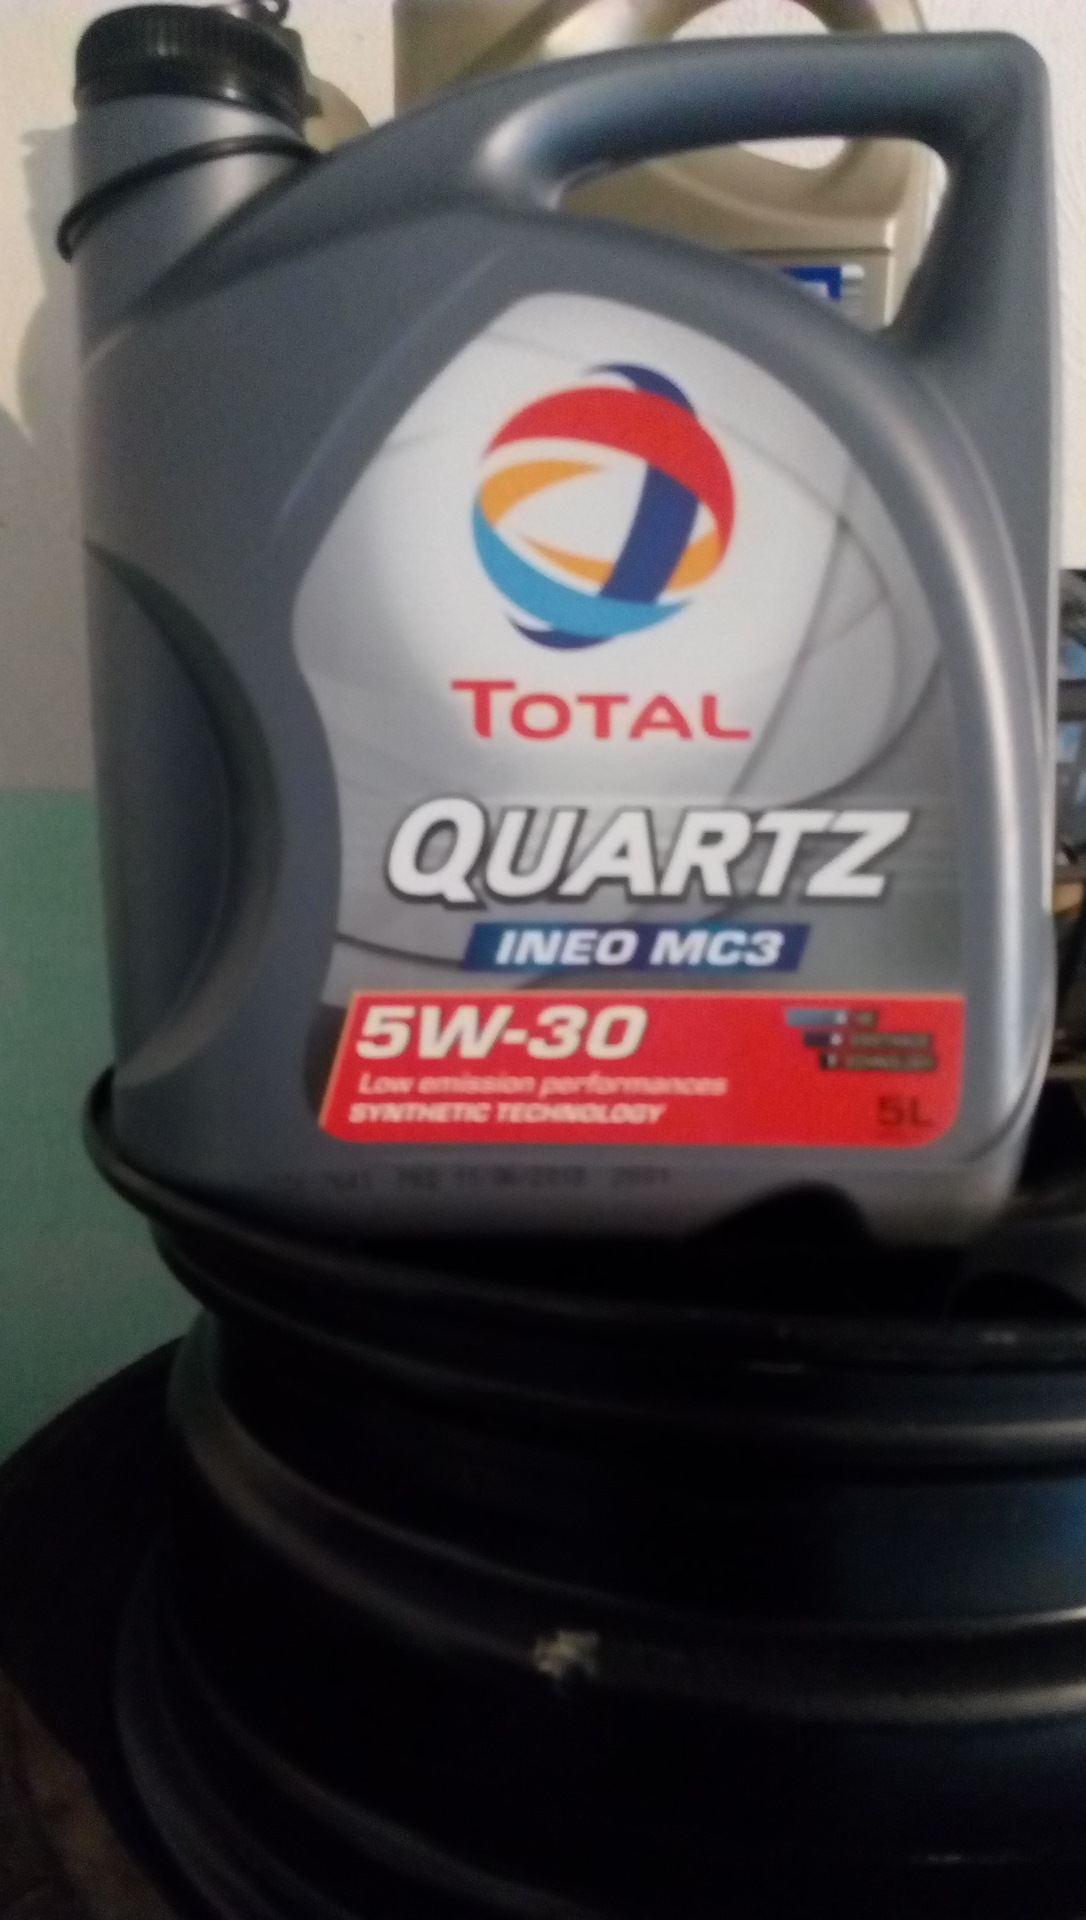 TOTAL
QUARTZ
INEO MC3
5W-30
Low emission performances
SYNTHETIC TECHNOLOGY
5L